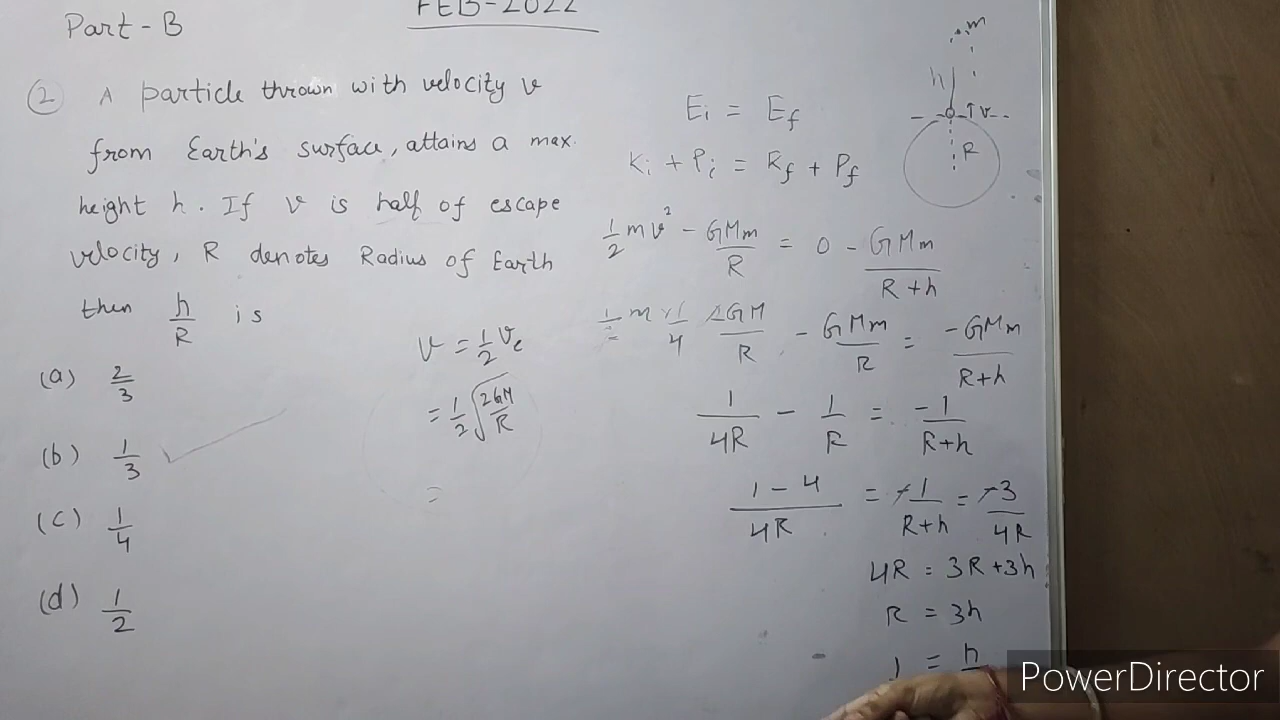 Part - B
FEB-2022
(2) A particle thrown with velocity v
from Earth's surface, attains a max.
height h. If v is half of escape
velocity, R denotes Radius of Earth
then h/R is
(a) 2/3
(b) 1/3 ✓
(c) 1/4
(d) 1/2
v = 1/2 ve
= 1/2 √(2GM/R)
=
m
h
↑v
R
Ei = Ef
Ki + Pi = Kf + Pf
1/2 mv² - GMm/R = 0 - GMm/(R+h)
1/2 m × 1/4 2GM/R - GMm/R = -GMm/(R+h)
1/4R - 1/R = -1/(R+h)
(1-4)/4R = -1/(R+h) = -3/4R
4R = 3R + 3h
R = 3h
1 = h
PowerDirector